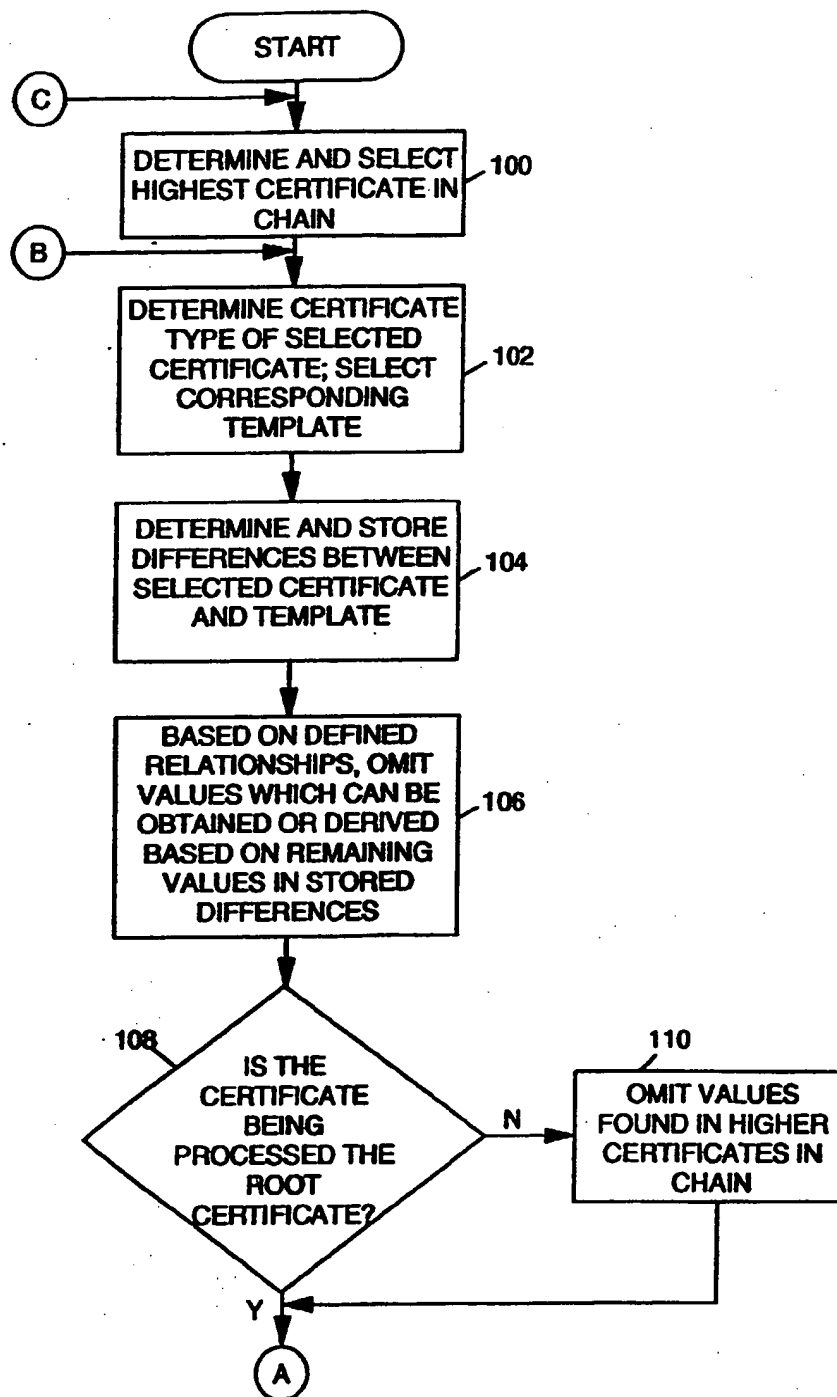 START
C
DETERMINE AND SELECT
HIGHEST CERTIFICATE IN
CHAIN
100
B
DETERMINE CERTIFICATE
TYPE OF SELECTED
CERTIFICATE; SELECT
CORRESPONDING
TEMPLATE
102
DETERMINE AND STORE
DIFFERENCES BETWEEN
SELECTED CERTIFICATE
AND TEMPLATE
104
BASED ON DEFINED
RELATIONSHIPS, OMIT
VALUES WHICH CAN BE
OBTAINED OR DERIVED
BASED ON REMAINING
VALUES IN STORED
DIFFERENCES
106
108
IS THE
CERTIFICATE
BEING
PROCESSED THE
ROOT
CERTIFICATE?
N
110
OMIT VALUES
FOUND IN HIGHER
CERTIFICATES IN
CHAIN
Y
A